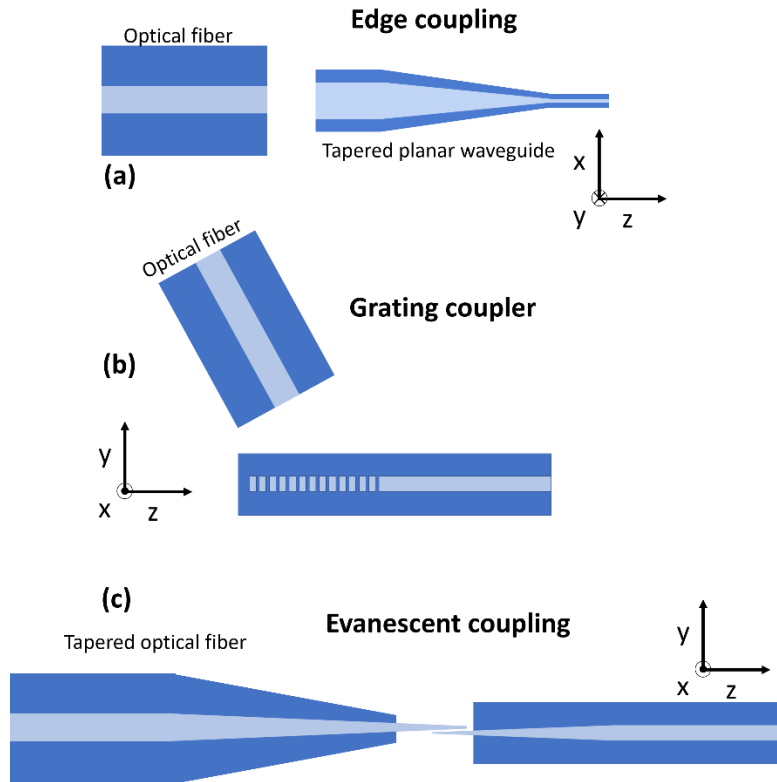 Edge coupling
Optical fiber
Tapered planar waveguide
(a)
x
y
z
Optical fiber
Grating coupler
(b)
y
x
z
(c)
Evanescent coupling
Tapered optical fiber
y
x
z